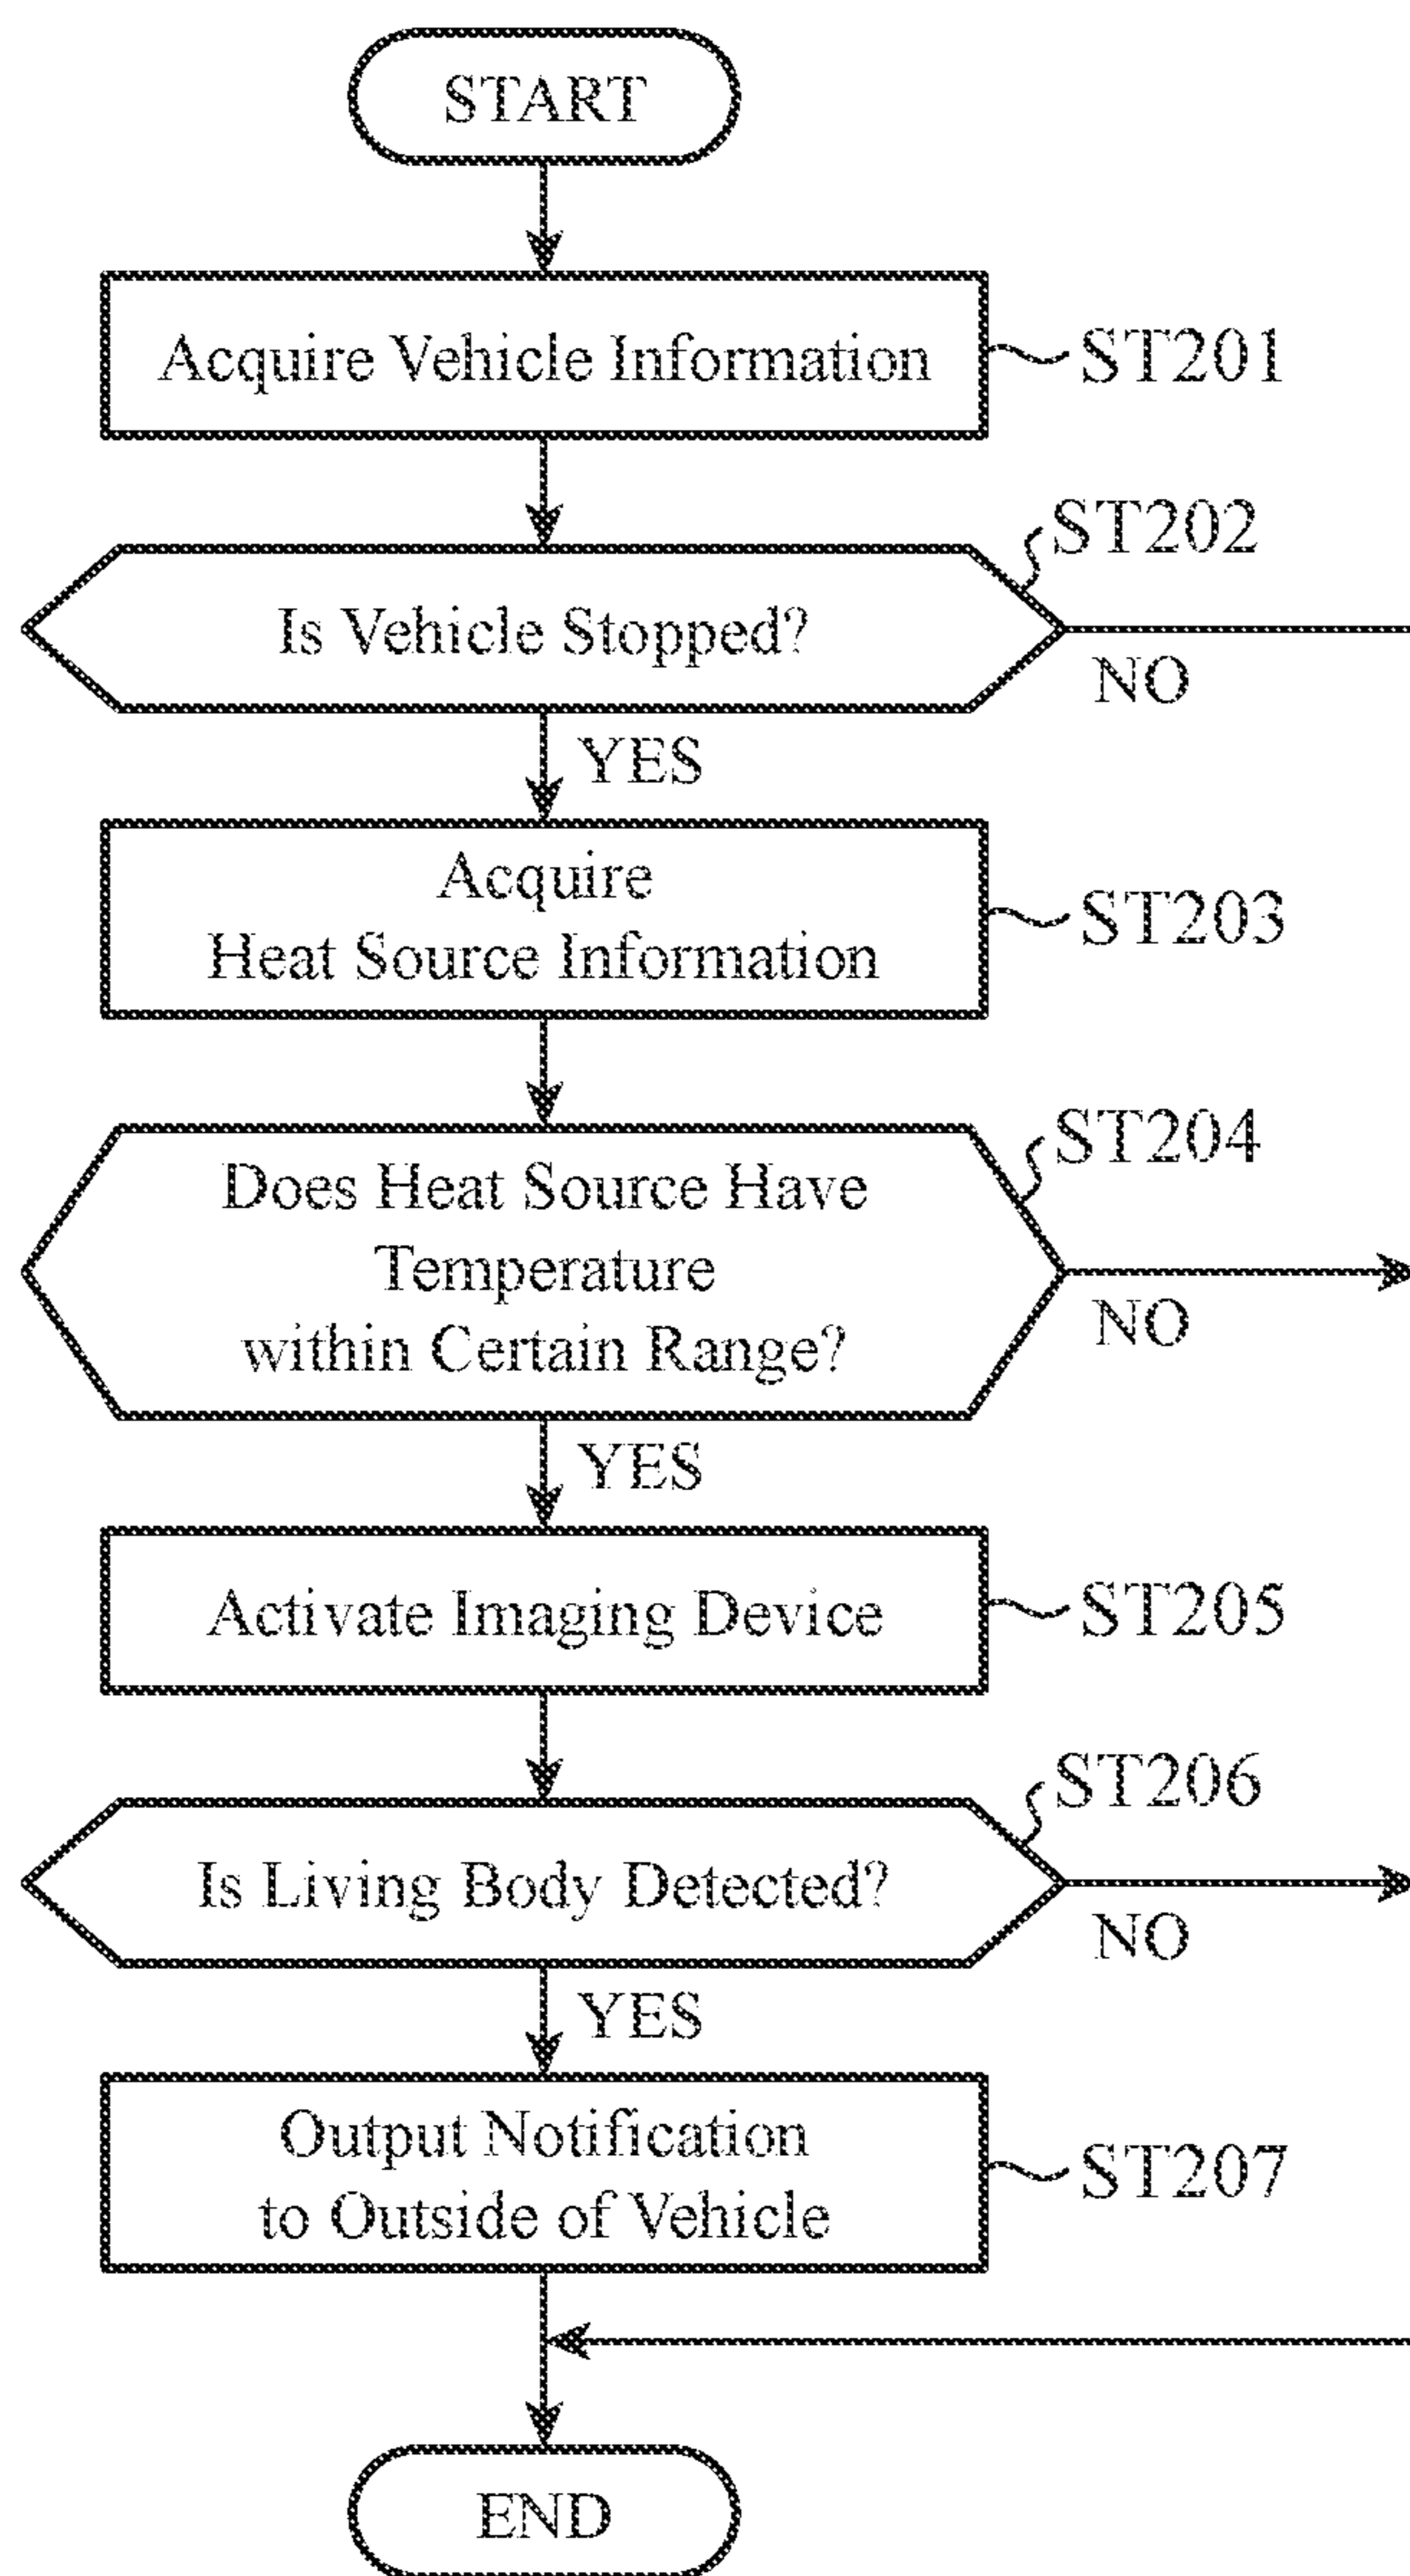 START
Acquire Vehicle Information
ST201
ST202
Is Vehicle Stopped?
NO
YES
Acquire
Heat Source Information
ST203
ST204
Does Heat Source Have
Temperature
within Certain Range?
NO
YES
Activate Imaging Device
ST205
ST206
Is Living Body Detected?
NO
YES
Output Notification
to Outside of Vehicle
ST207
END